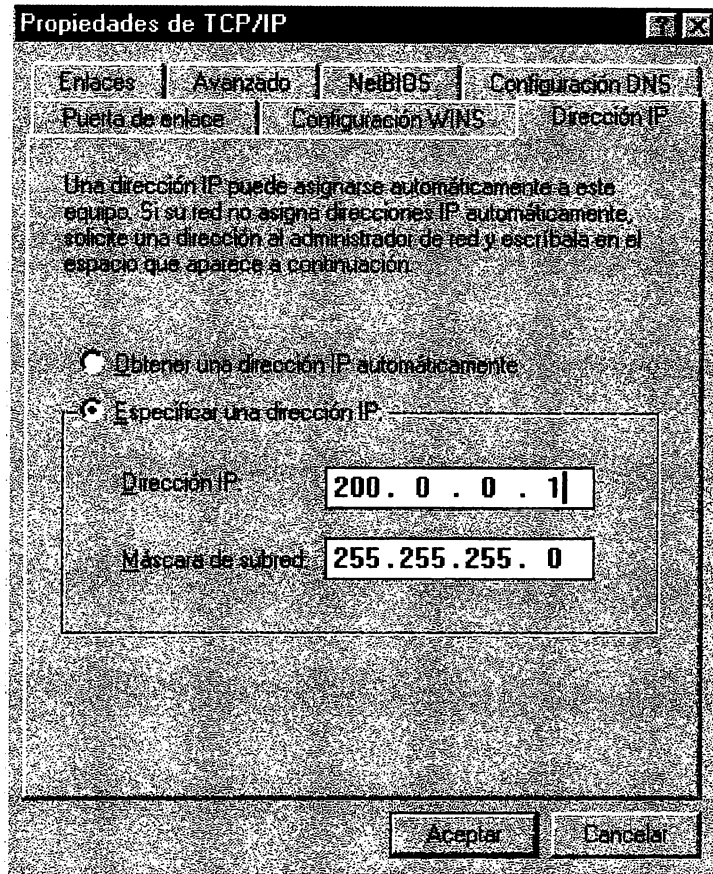 Propiedades de TCP/IP
Enlaces Avanzado NetBIOS Configuración DNS
Puerta de enlace Configuración WINS Dirección IP
Una dirección IP puede asignarse automáticamente a este
equipo. Si su red no asigna direcciones IP automáticamente,
solicite una dirección al administrador de red y escríbala en el
espacio que aparece a continuación.
Obtener una dirección IP automáticamente
Especificar una dirección IP:
Dirección IP: 200. 0 . 0 . 1
Máscara de subred: 255.255.255. 0
Aceptar Cancelar